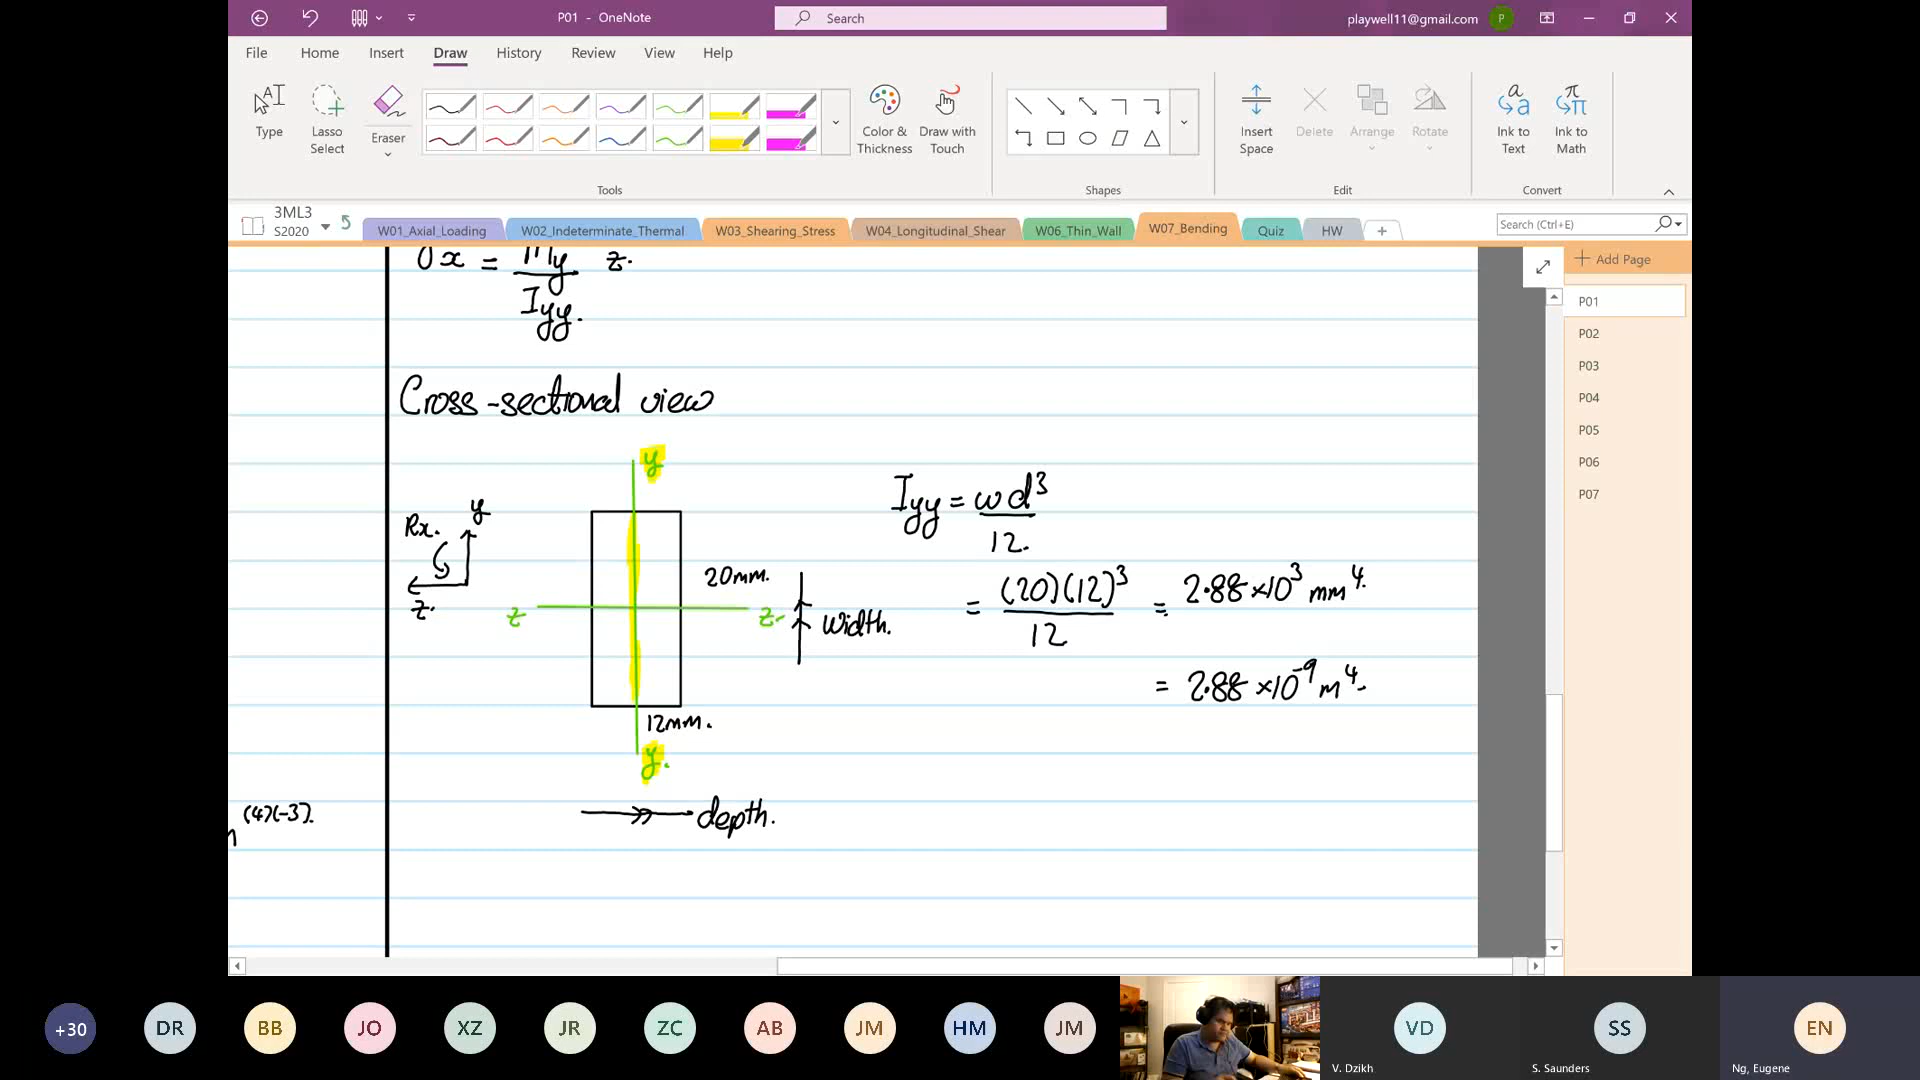 P01 - OneNote
Search
playwell11@gmail.com
P
File Home Insert Draw History Review View Help
Type
Lasso Select
Eraser
Color & Thickness
Draw with Touch
Insert Space
Delete
Arrange
Rotate
Ink to Text
Ink to Math
Tools
Shapes
Edit
Convert
3ML3 S2020
W01_Axial_Loading
W02_Indeterminate_Thermal
W03_Shearing_Stress
W04_Longitudinal_Shear
W06_Thin_Wall
W07_Bending
Quiz
HW
+
Search (Ctrl+E)
Add Page
P01
P02
P03
P04
P05
P06
P07
σx = My/Iyy z.
Cross-sectional view
y
Rx.
y
z.
z
z.
20mm.
Width.
12mm.
y.
depth.
Iyy = wd³/12.
= (20)(12)³/12 = 2.88 ×10³ mm⁴.
= 2.88 ×10⁻⁹ m⁴.
(4)(-3).
+30
DR
BB
JO
XZ
JR
ZC
AB
JM
HM
JM
VD
SS
EN
V. Dzikh
S. Saunders
Ng, Eugene